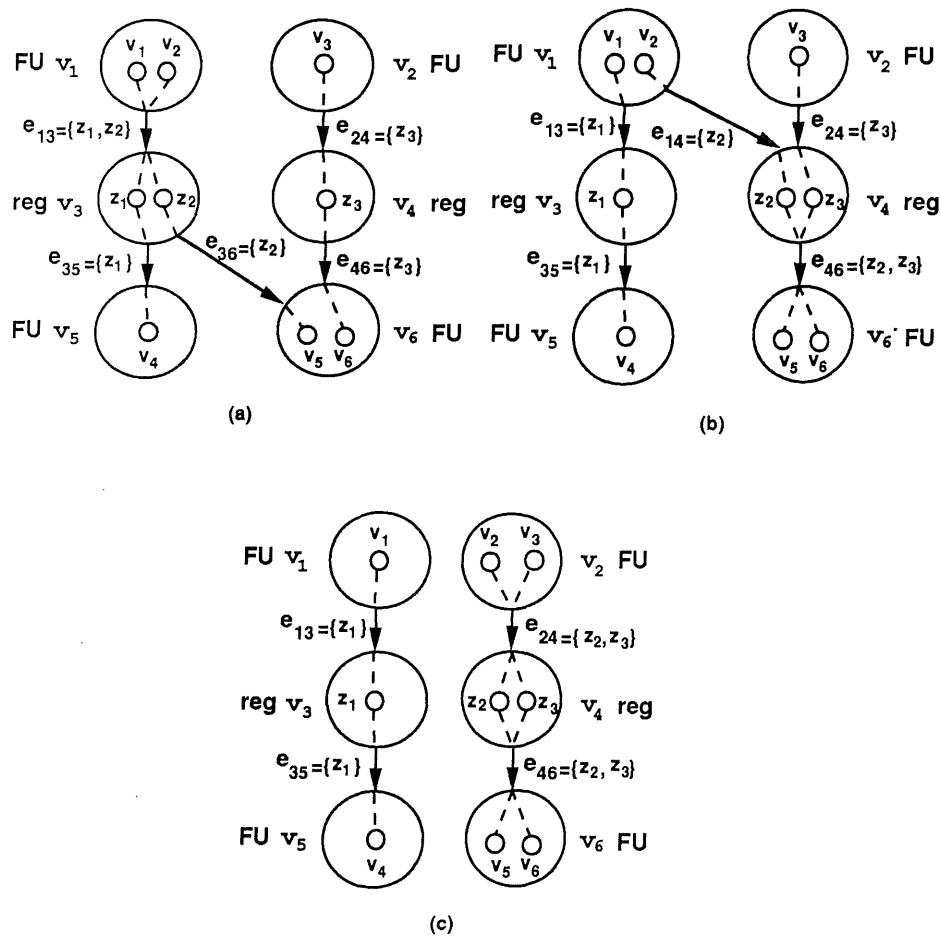 v1 v2
FU v1
e13={z1,z2}
z1 z2
reg v3
e35={z1}
e36={z2}
FU v5
v4
v3
v2 FU
e24={z3}
z3
v4 reg
e46={z3}
v5 v6
v6 FU
(a)
v1 v2
FU v1
e13={z1}
e14={z2}
z1
reg v3
e35={z1}
FU v5
v4
v3
v2 FU
e24={z3}
z2 z3
v4 reg
e46={z2, z3}
v5 v6
v6 FU
(b)
v1
FU v1
e13={z1}
z1
reg v3
e35={z1}
FU v5
v4
v2 v3
v2 FU
e24={z2, z3}
z2 z3
v4 reg
e46={z2, z3}
v5 v6
v6 FU
(c)